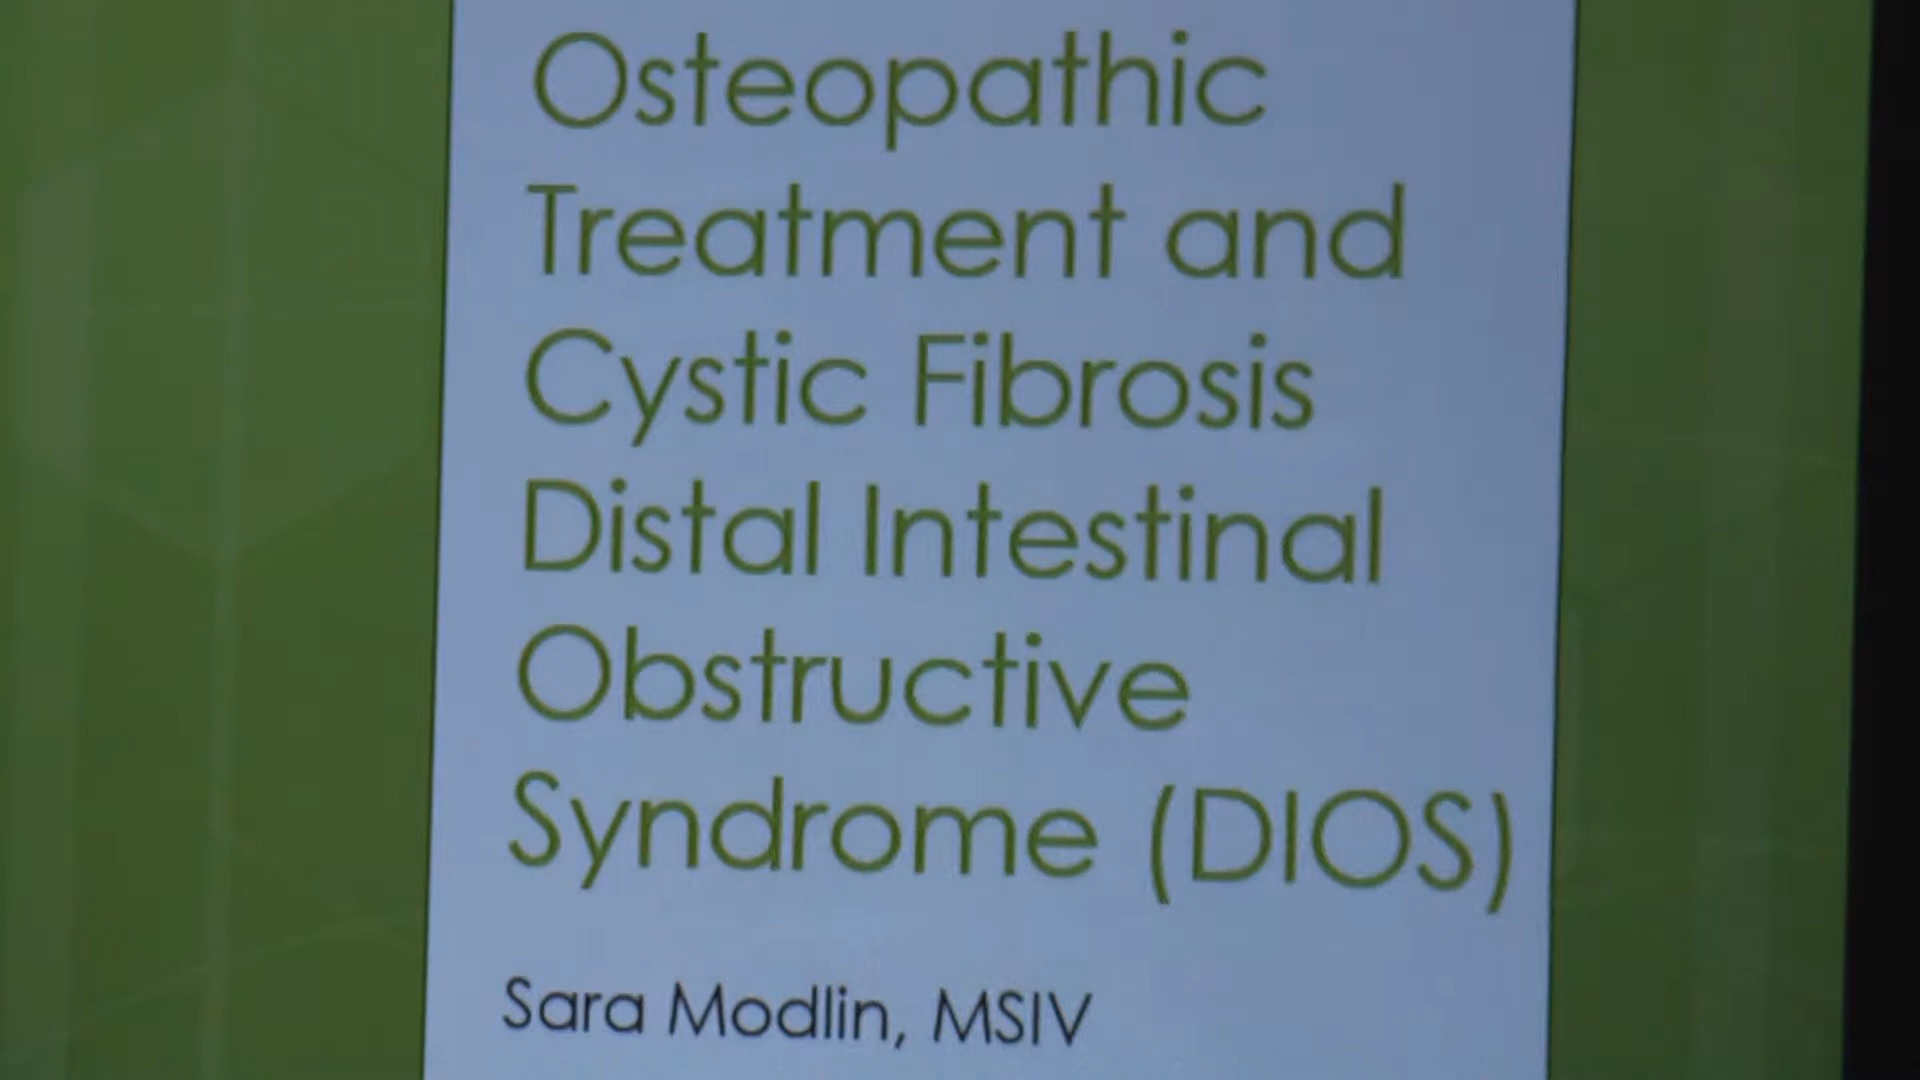 Osteopathic
Treatment and
Cystic Fibrosis
Distal Intestinal
Obstructive
Syndrome (DIOS)
Sara Modlin, MSIV